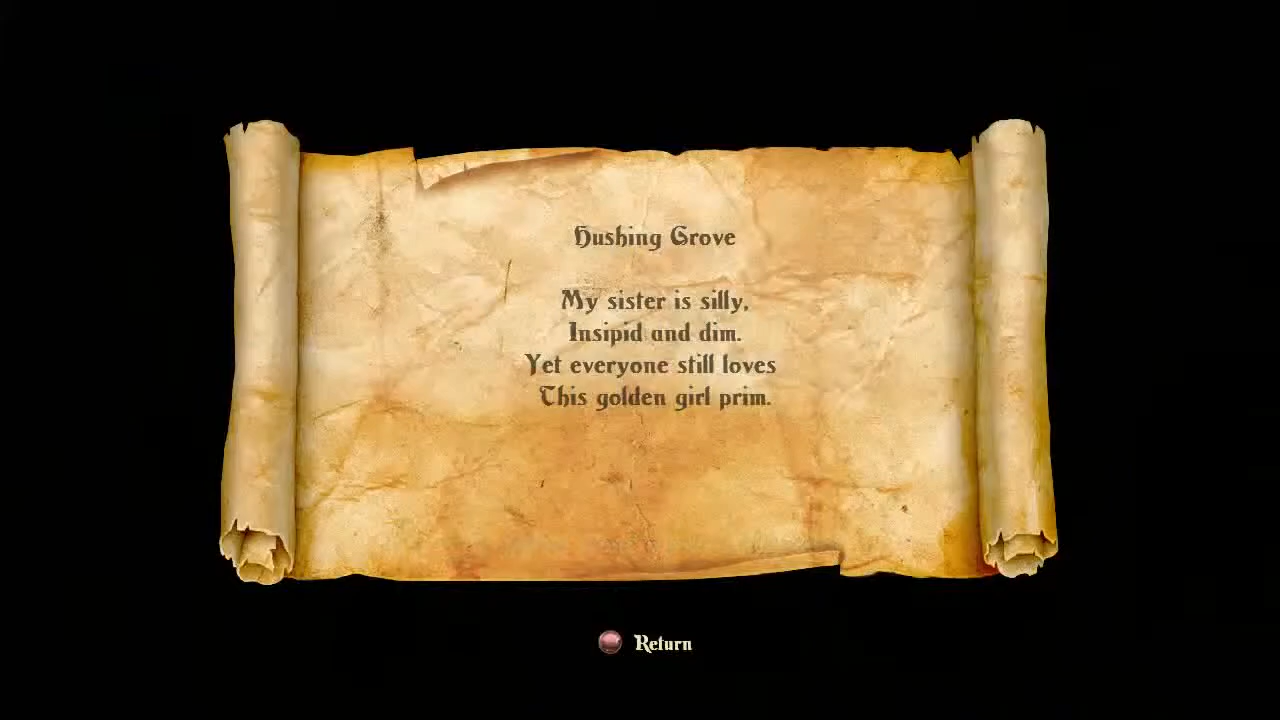 Hushing Grove
My sister is silly,
Insipid and dim.
Yet everyone still loves
This golden girl prim.
Return